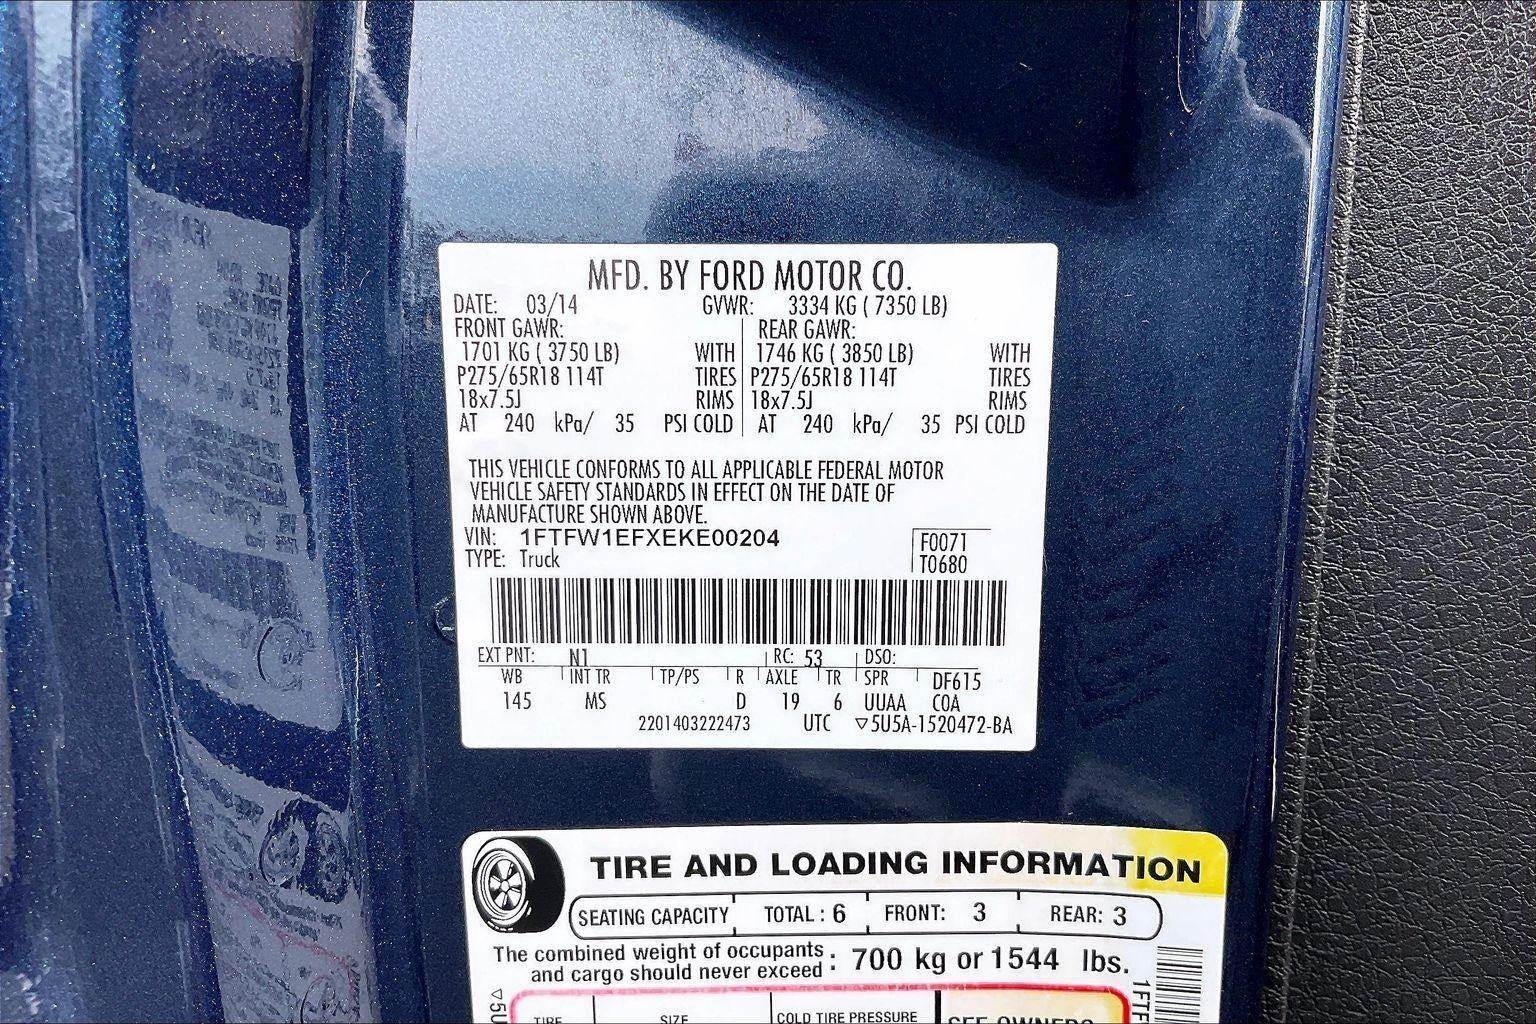 MFD. BY FORD MOTOR CO.
DATE: 03/14 GVWR: 3334 KG ( 7350 LB)
FRONT GAWR: REAR GAWR:
1701 KG ( 3750 LB) WITH 1746 KG ( 3850 LB) WITH
P275/65R18 114T TIRES P275/65R18 114T TIRES
18x7.5J RIMS 18x7.5J RIMS
AT 240 kPa/ 35 PSI COLD AT 240 kPa/ 35 PSI COLD
THIS VEHICLE CONFORMS TO ALL APPLICABLE FEDERAL MOTOR
VEHICLE SAFETY STANDARDS IN EFFECT ON THE DATE OF
MANUFACTURE SHOWN ABOVE.
VIN: 1FTFW1EFXEKE00204 F0071
TYPE: Truck T0680
EXT PNT: N1 RC: 53 DSO:
WB INT TR TP/PS R AXLE TR SPR DF615
145 MS D 19 6 UUAA COA
2201403222473 UTC ▽5U5A-1520472-BA
TIRE AND LOADING INFORMATION
SEATING CAPACITY TOTAL : 6 FRONT: 3 REAR: 3
The combined weight of occupants
and cargo should never exceed : 700 kg or 1544 lbs.
TIRE SIZE COLD TIRE PRESSURE SEE OWNERS
▽5U
1FTF